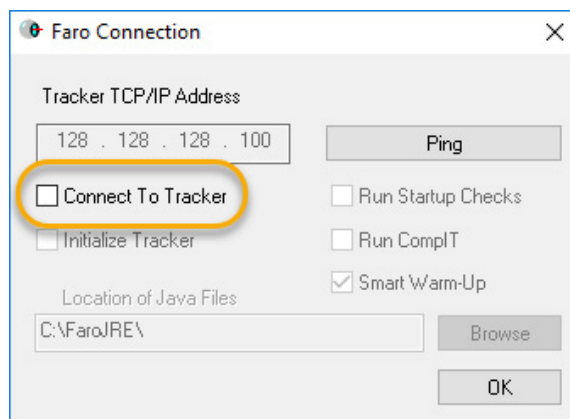 Faro Connection
Tracker TCP/IP Address
128 . 128 . 128 . 100
Ping
Connect To Tracker
Run Startup Checks
Initialize Tracker
Run CompIT
Smart Warm-Up
Location of Java Files
C:\FaroJRE\
Browse
OK